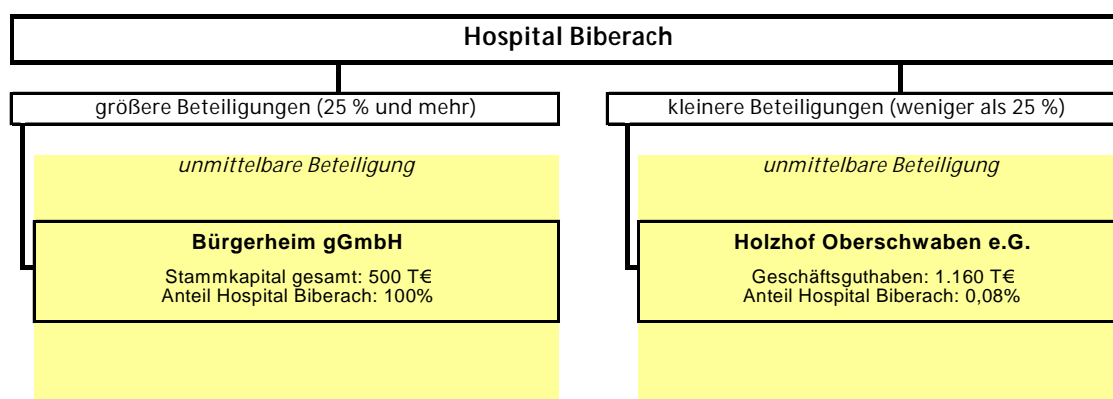 Hospital Biberach
größere Beteiligungen (25 % und mehr)
kleinere Beteiligungen (weniger als 25 %)
unmittelbare Beteiligung
unmittelbare Beteiligung
Bürgerheim gGmbH
Stammkapital gesamt: 500 T€
Anteil Hospital Biberach: 100%
Holzhof Oberschwaben e.G.
Geschäftsguthaben: 1.160 T€
Anteil Hospital Biberach: 0,08%